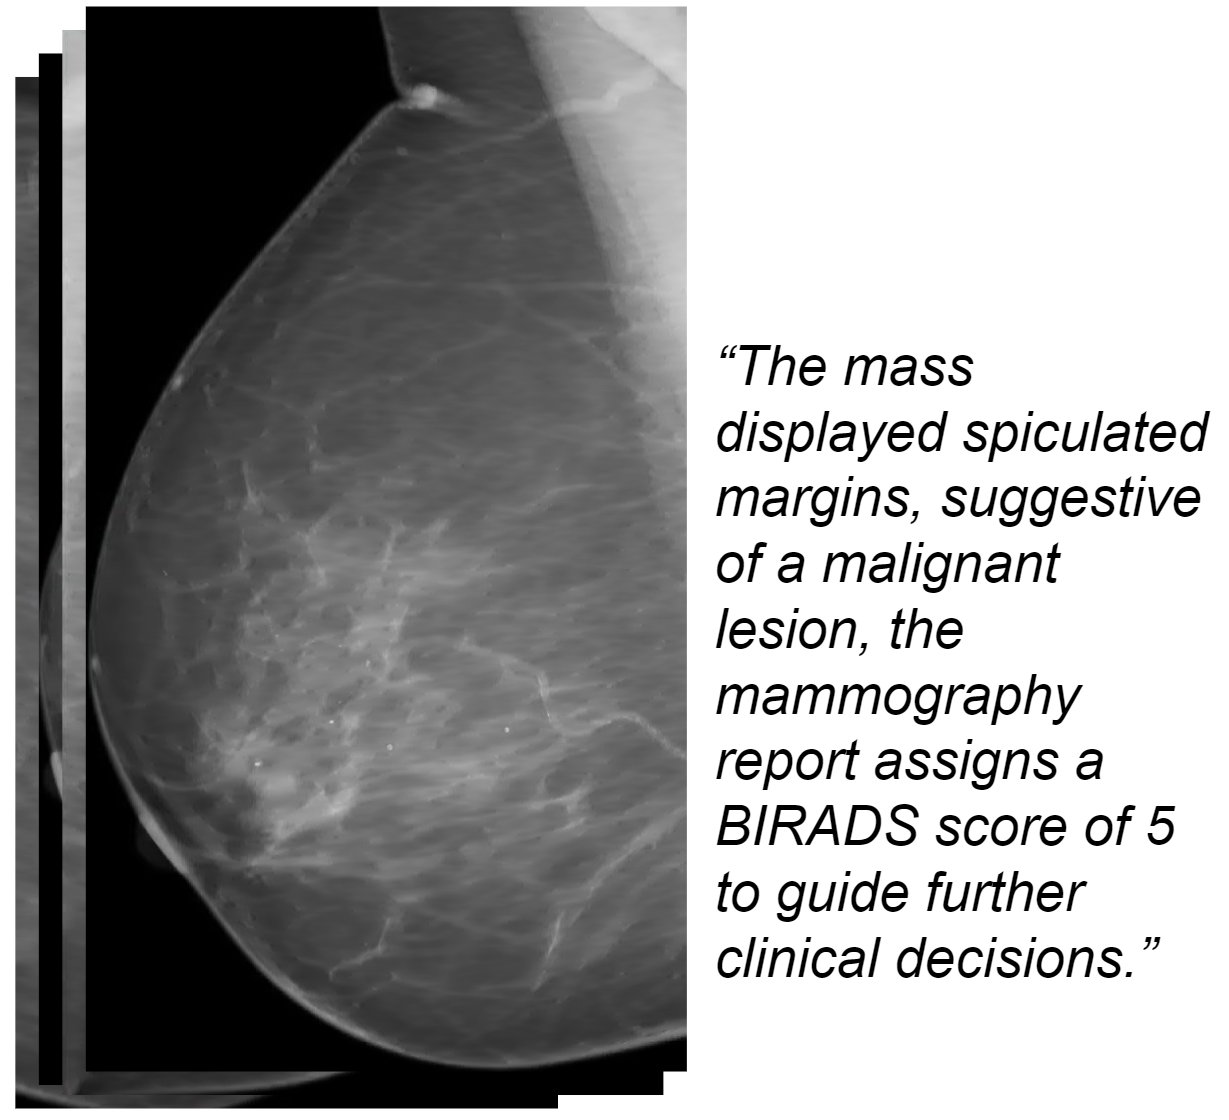 “The mass
displayed spiculated
margins, suggestive
of a malignant
lesion, the
mammography
report assigns a
BIRADS score of 5
to guide further
clinical decisions.”